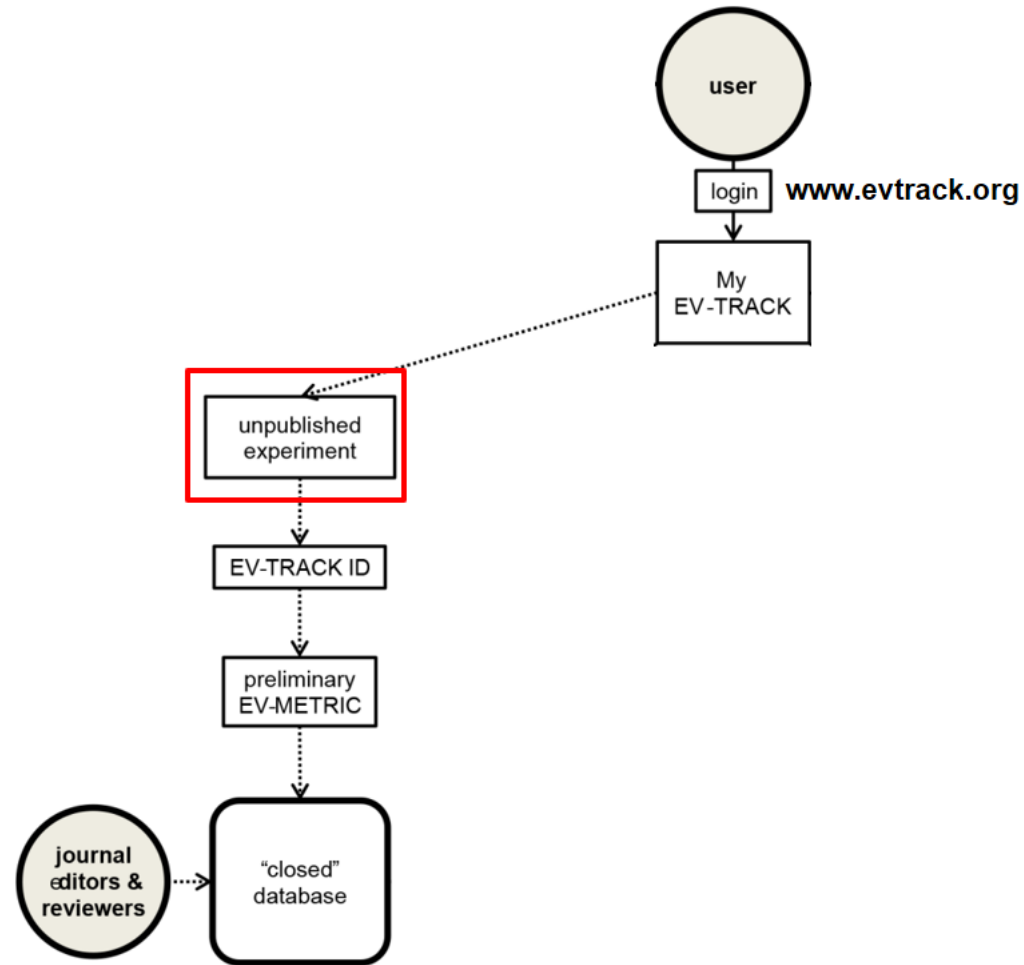 user
login
www.evtrack.org
My
EV-TRACK
unpublished
experiment
EV-TRACK ID
preliminary
EV-METRIC
journal
editors &
reviewers
“closed”
database